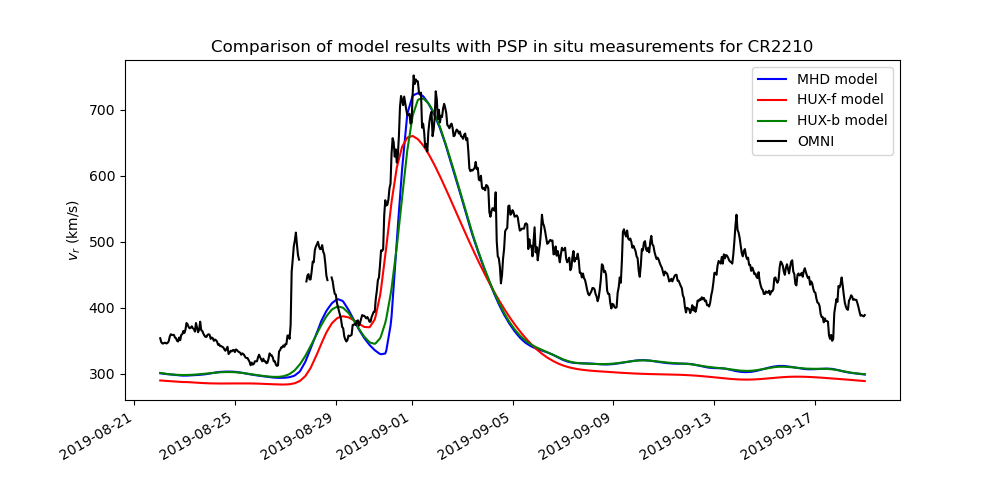 Comparison of model results with PSP in situ measurements for CR2210
MHD model
HUX-f model
HUX-b model
OMNI
700
600
500
400
300
v_r (km/s)
2019-08-21
2019-08-25
2019-08-29
2019-09-01
2019-09-05
2019-09-09
2019-09-13
2019-09-17